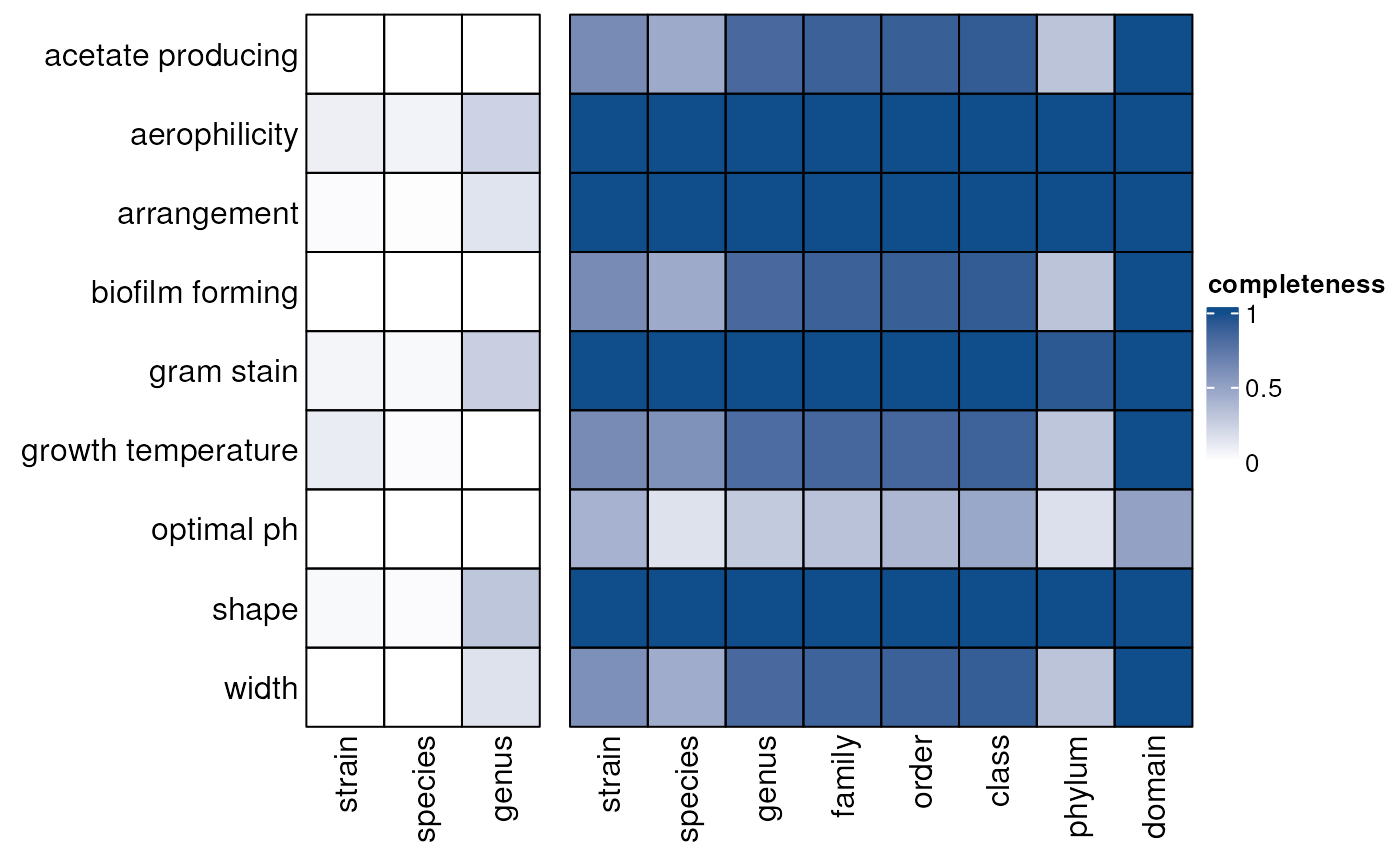 acetate producing
aerophilicity
arrangement
biofilm forming
gram stain
growth temperature
optimal ph
shape
width
completeness
1
0.5
0
strain
species
genus
strain
species
genus
family
order
class
phylum
domain